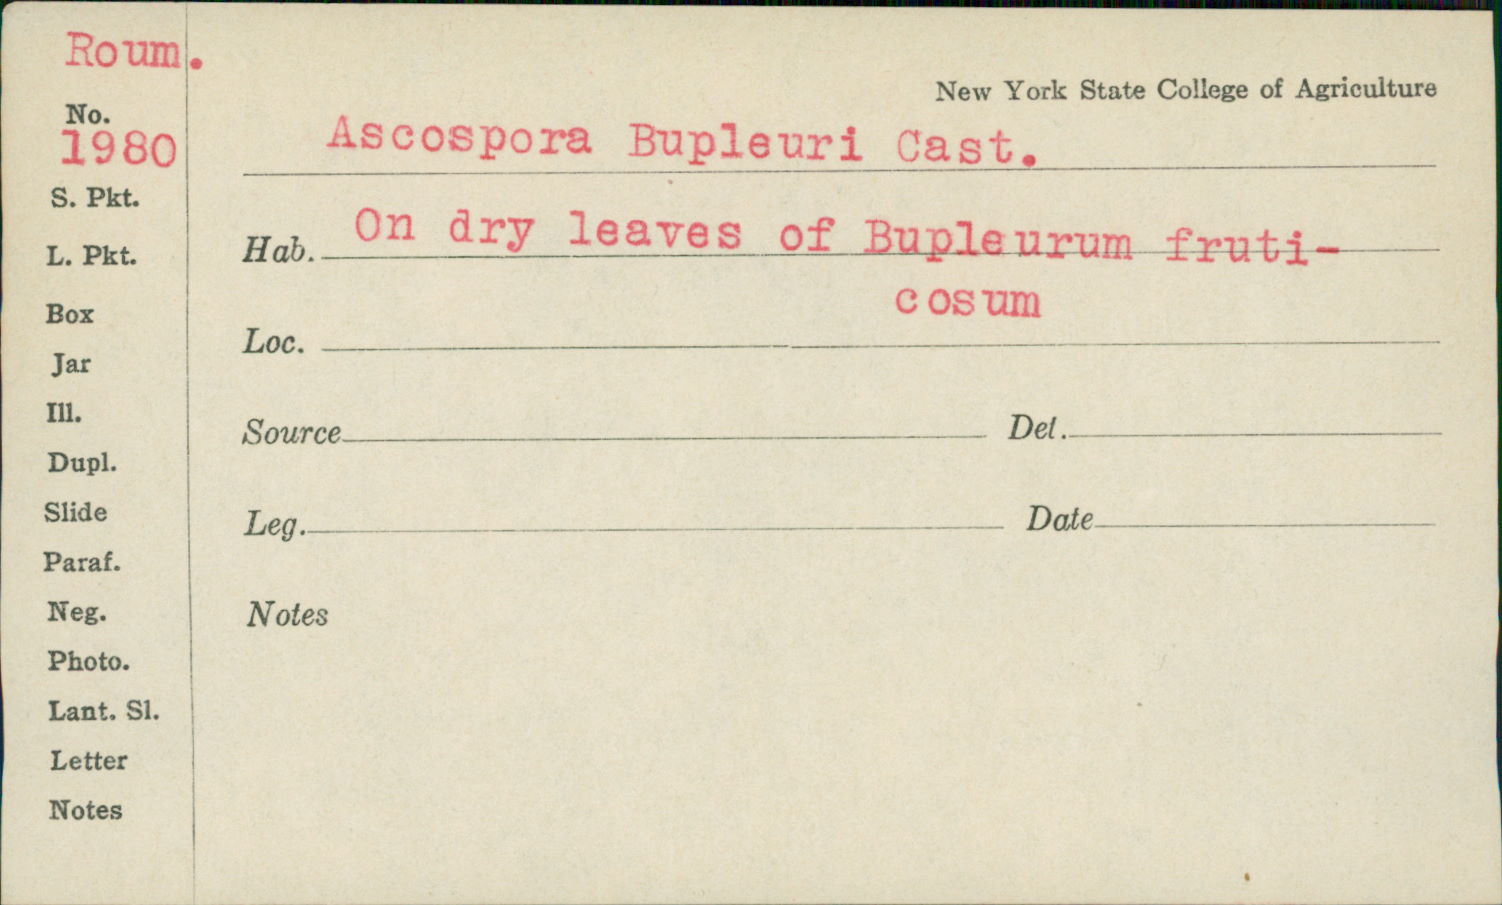 Roum.
New York State College of Agriculture
No.
1980
Ascospora Bupleuri Cast.
S. Pkt.
Hab. On dry leaves of Bupleurum fruti-
cosum
L. Pkt.
Box
Loc.
Jar
Ill.
Source Det.
Dupl.
Slide
Leg. Date
Paraf.
Neg.
Notes
Photo.
Lant. Sl.
Letter
Notes